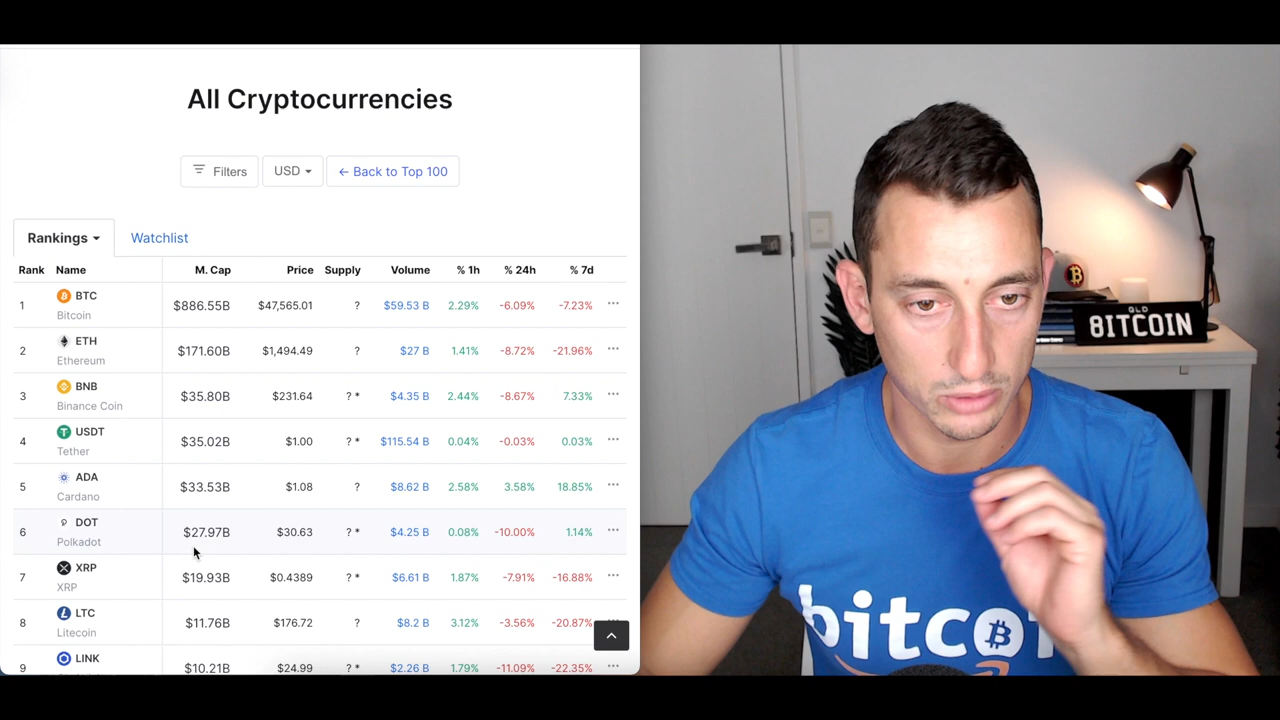 All Cryptocurrencies
Filters USD ← Back to Top 100
Rankings Watchlist
Rank Name M. Cap Price Supply Volume % 1h % 24h % 7d
1 BTC Bitcoin $886.55B $47,565.01 ? $59.53 B 2.29% -6.09% -7.23% ...
2 ETH Ethereum $171.60B $1,494.49 ? $27 B 1.41% -8.72% -21.96% ...
3 BNB Binance Coin $35.80B $231.64 ? * $4.35 B 2.44% -8.67% 7.33% ...
4 USDT Tether $35.02B $1.00 ? * $115.54 B 0.04% -0.03% 0.03% ...
5 ADA Cardano $33.53B $1.08 ? $8.62 B 2.58% 3.58% 18.85% ...
6 DOT Polkadot $27.97B $30.63 ? * $4.25 B 0.08% -10.00% 1.14% ...
7 XRP XRP $19.93B $0.4389 ? * $6.61 B 1.87% -7.91% -16.88% ...
8 LTC Litecoin $11.76B $176.72 ? $8.2 B 3.12% -3.56% -20.87%
9 LINK $10.21B $24.99 ? * $2.26 B 1.79% -11.09% -22.35% ...
QLD
8ITCOIN
bitco